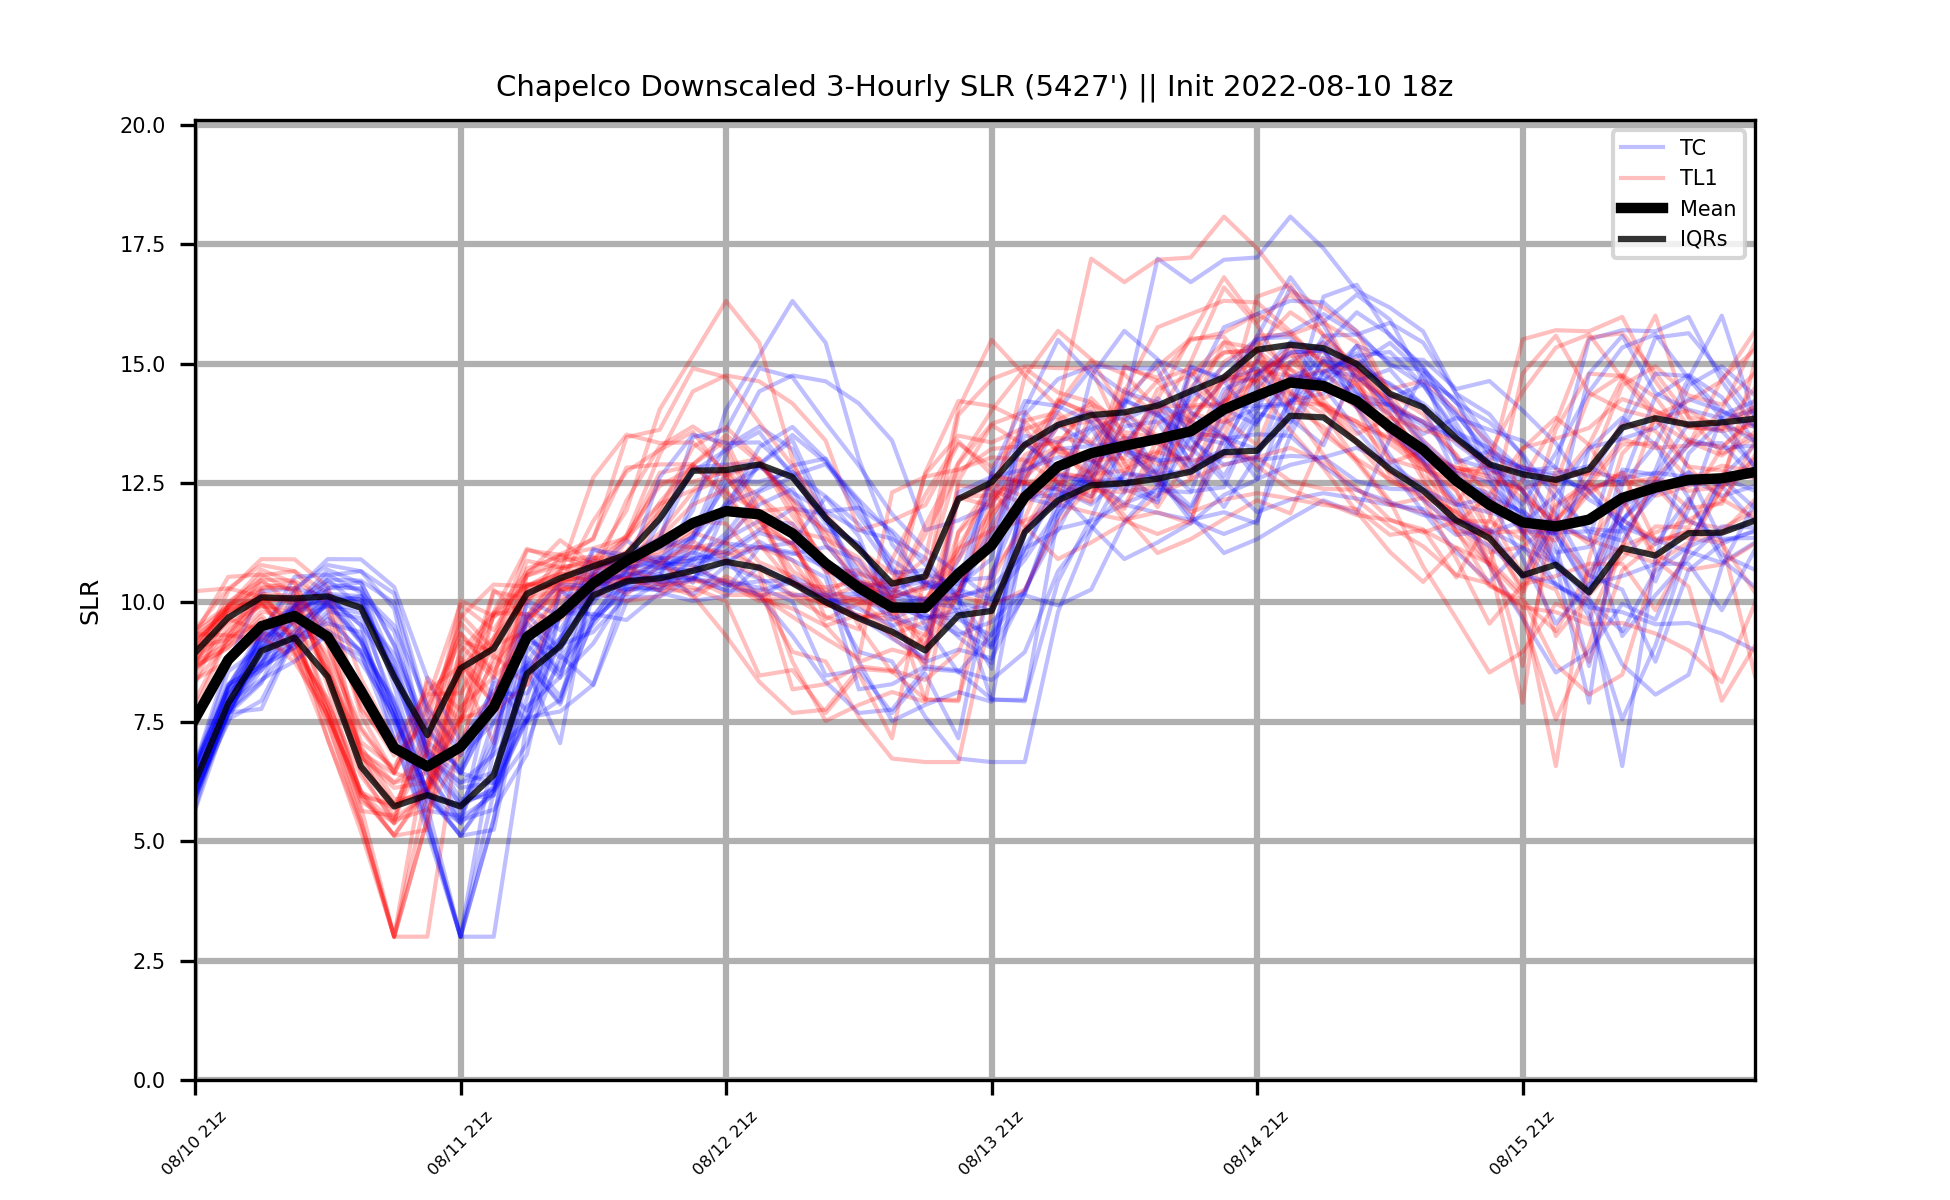 Chapelco Downscaled 3-Hourly SLR (5427') || Init 2022-08-10 18z
20.0
17.5
15.0
12.5
10.0
7.5
5.0
2.5
0.0
SLR
TC
TL1
Mean
IQRs
08/10 21z
08/11 21z
08/12 21z
08/13 21z
08/14 21z
08/15 21z